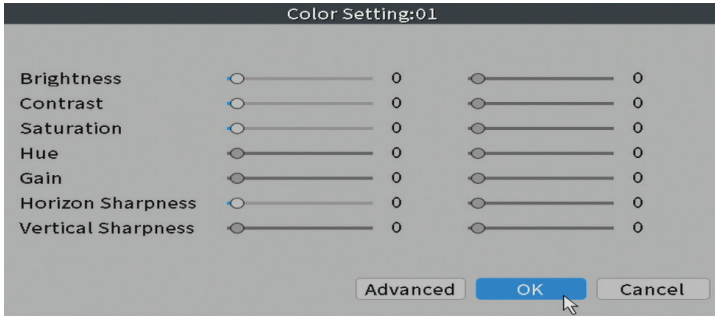 Color Setting:01
Brightness 0 0
Contrast 0 0
Saturation 0 0
Hue 0 0
Gain 0 0
Horizon Sharpness 0 0
Vertical Sharpness 0 0
Advanced OK Cancel